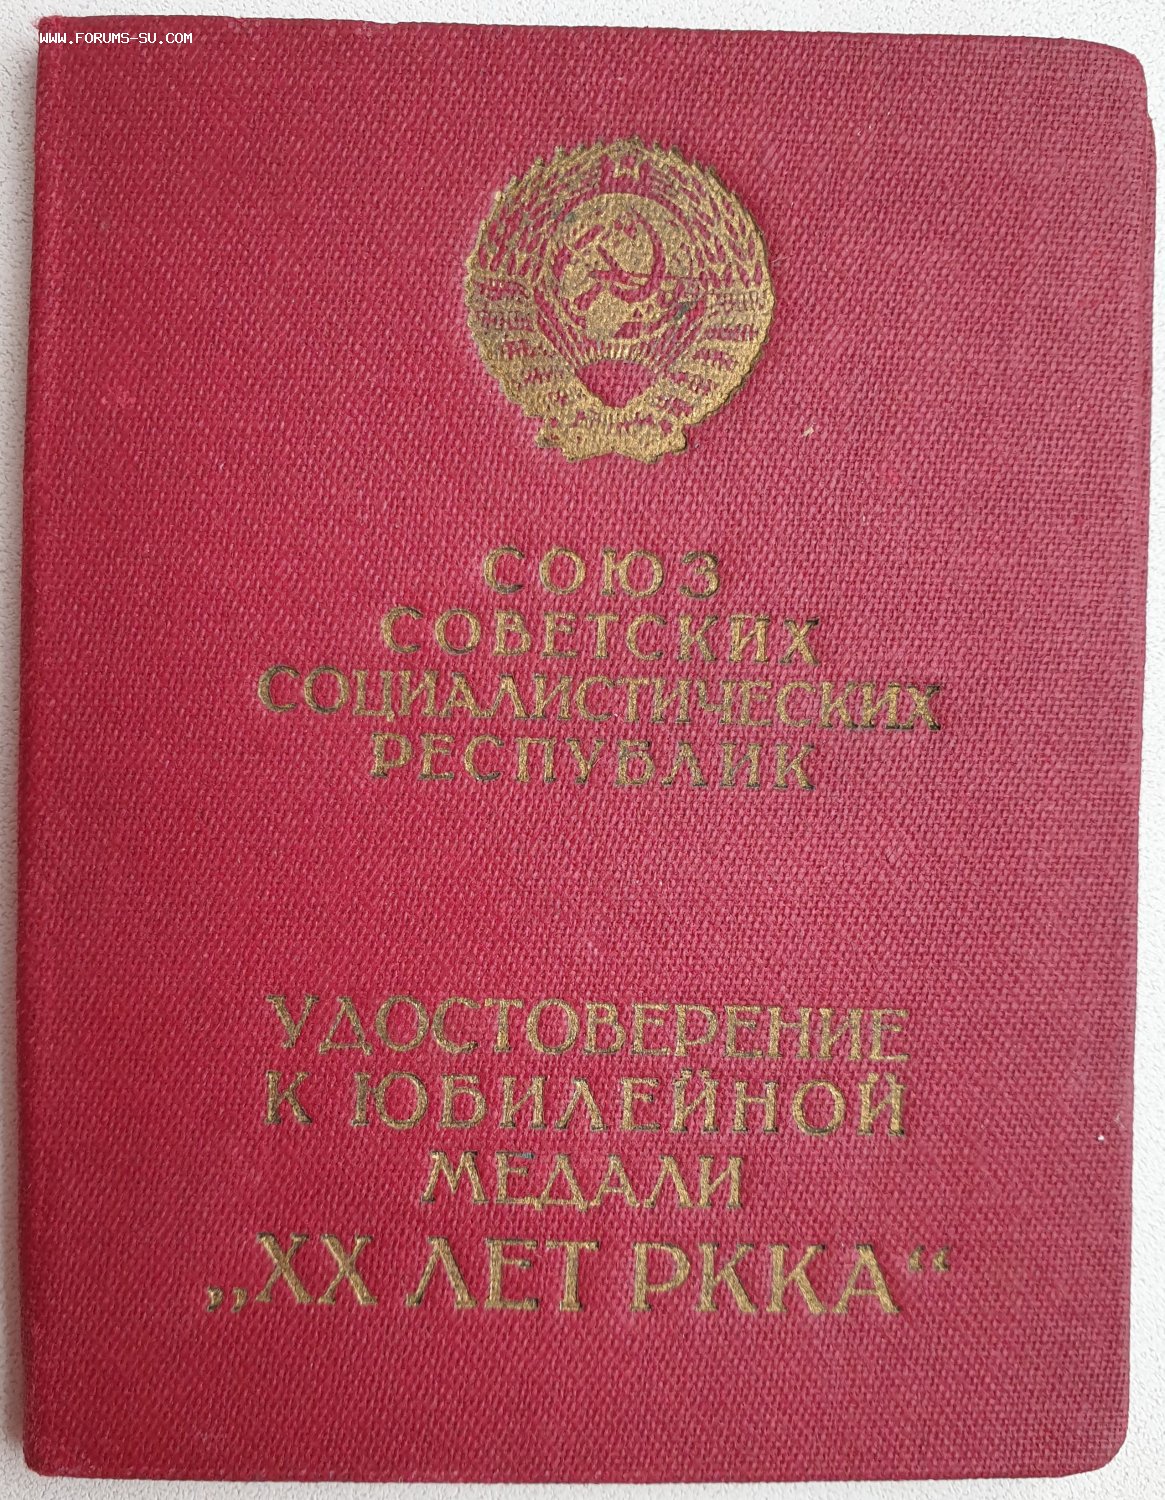 WWW.FORUMS-SU.COM
СОЮЗ
СОВЕТСКИХ
СОЦИАЛИСТИЧЕСКИХ
РЕСПУБЛИК
УДОСТОВЕРЕНИЕ
К ЮБИЛЕЙНОЙ
МЕДАЛИ
„XX ЛЕТ РККА“